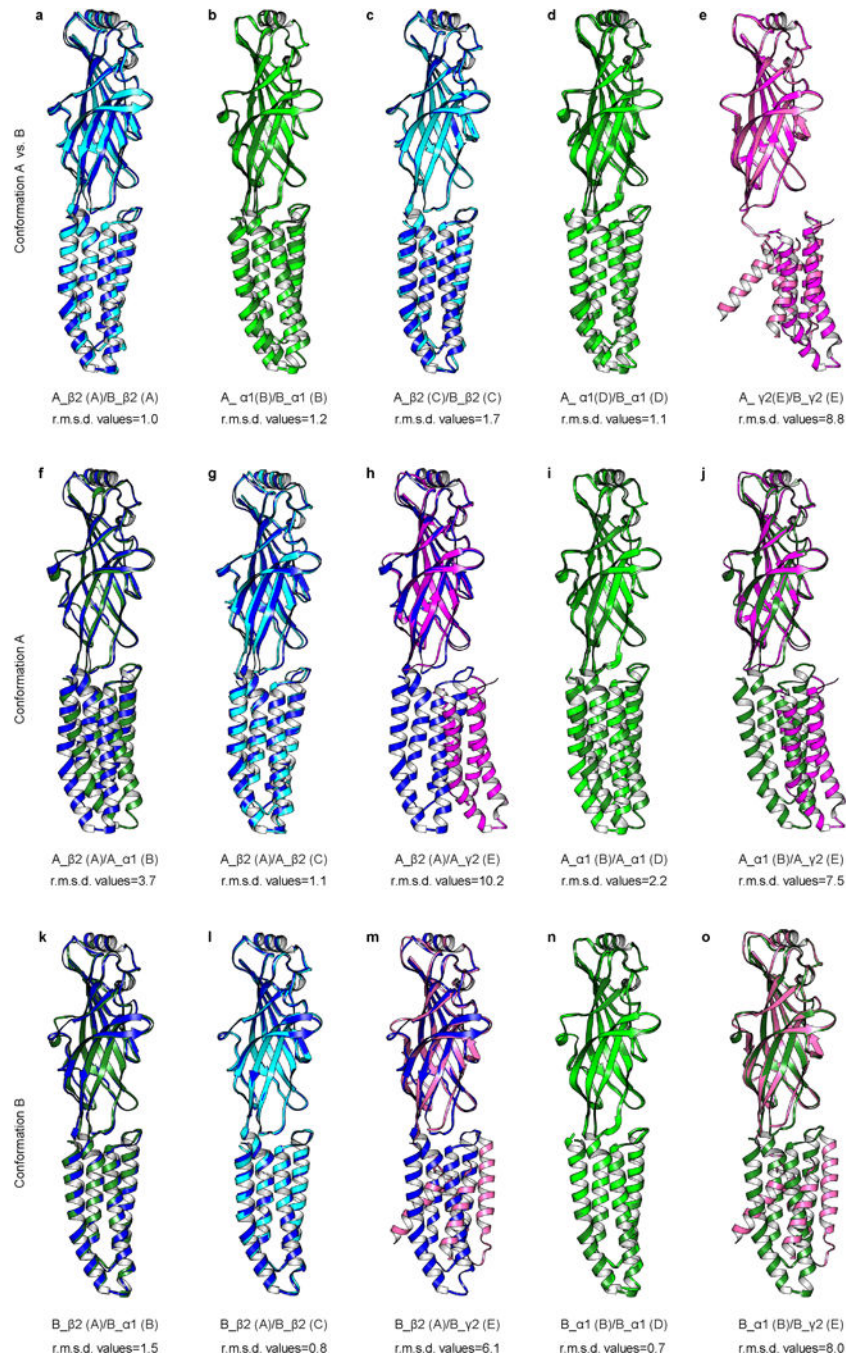 a b c d e
Conformation A vs. B
A_β2 (A)/B_β2 (A) A_ α1(B)/B_α1 (B) A_β2 (C)/B_β2 (C) A_ α1(D)/B_α1 (D) A_ γ2(E)/B_γ2 (E)
r.m.s.d. values=1.0 r.m.s.d. values=1.2 r.m.s.d. values=1.7 r.m.s.d. values=1.1 r.m.s.d. values=8.8
f g h i j
Conformation A
A_β2 (A)/A_α1 (B) A_β2 (A)/A_β2 (C) A_β2 (A)/A_γ2 (E) A_α1 (B)/A_α1 (D) A_α1 (B)/A_γ2 (E)
r.m.s.d. values=3.7 r.m.s.d. values=1.1 r.m.s.d. values=10.2 r.m.s.d. values=2.2 r.m.s.d. values=7.5
k l m n o
Conformation B
B_β2 (A)/B_α1 (B) B_β2 (A)/B_β2 (C) B_β2 (A)/B_γ2 (E) B_α1 (B)/B_α1 (D) B_α1 (B)/B_γ2 (E)
r.m.s.d. values=1.5 r.m.s.d. values=0.8 r.m.s.d. values=6.1 r.m.s.d. values=0.7 r.m.s.d. values=8.0